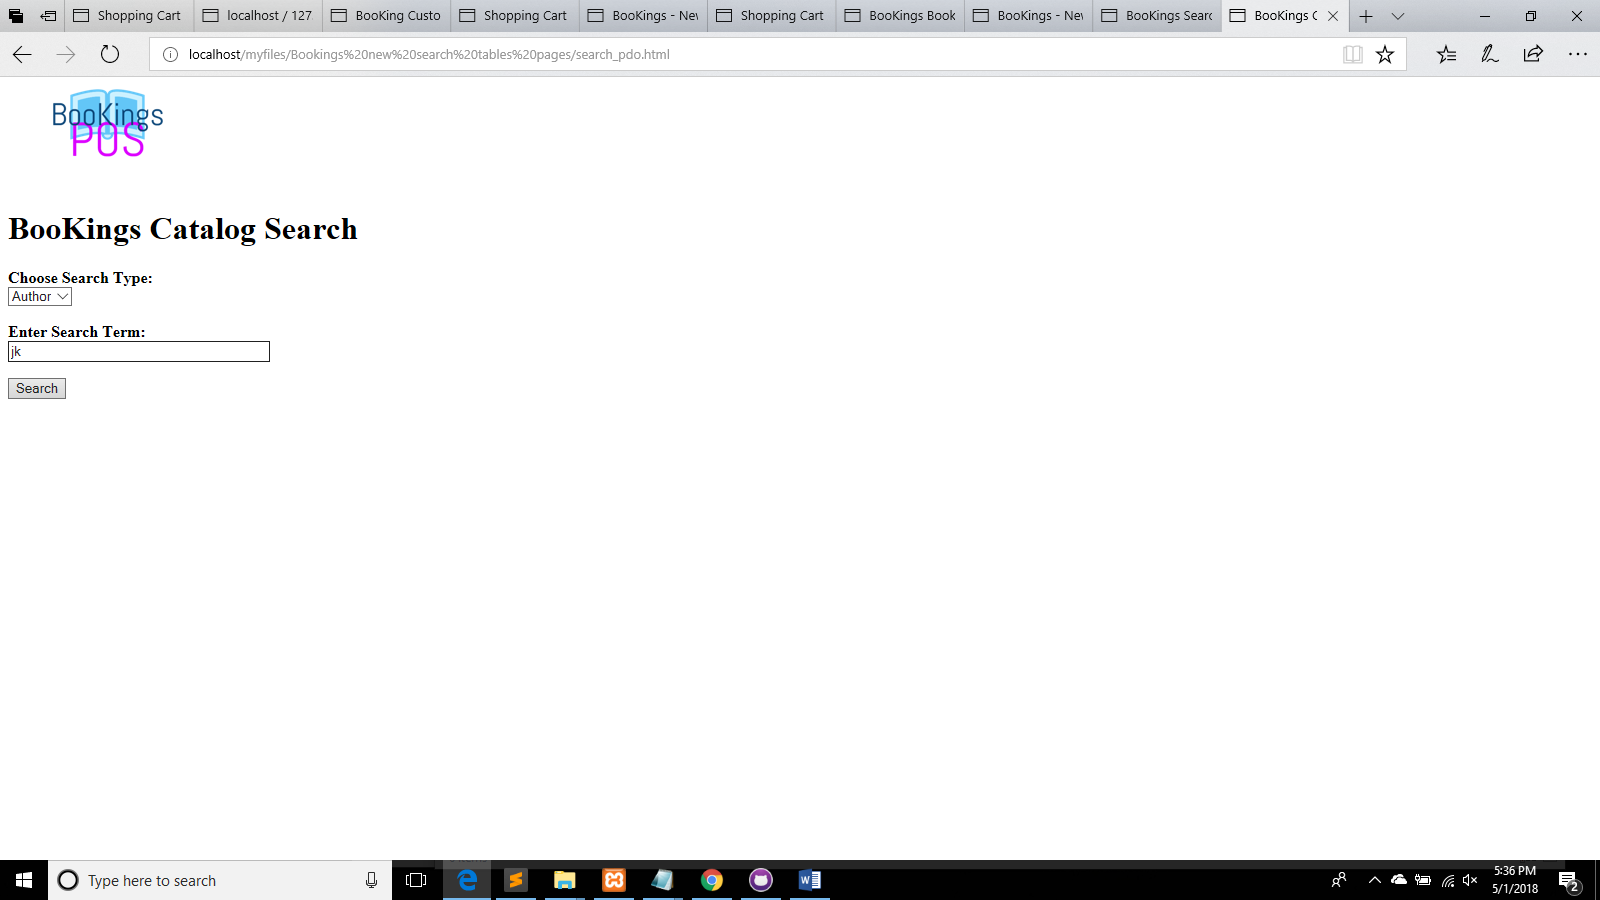 Shopping Cart
localhost / 127
BooKing Custo
Shopping Cart
BooKings - Nev
Shopping Cart
BooKings Book
BooKings - Nev
BooKings Searc
BooKings C
localhost/myfiles/Bookings%20new%20search%20tables%20pages/search_pdo.html
BooKings
POS
BooKings Catalog Search
Choose Search Type:
Author
Enter Search Term:
jk
Search
Type here to search
5:36 PM
5/1/2018
2